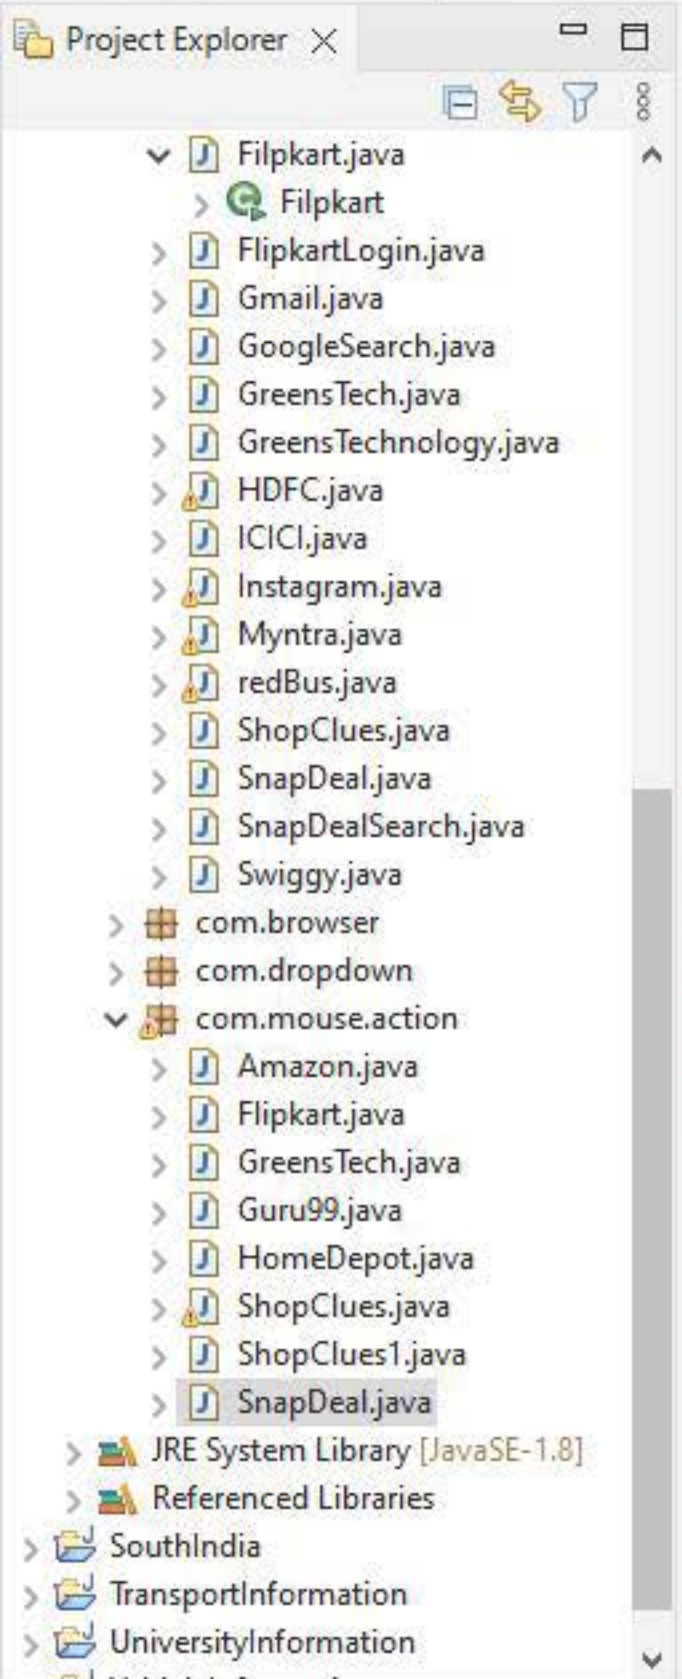 Project Explorer
Filpkart.java
Filpkart
FlipkartLogin.java
Gmail.java
GoogleSearch.java
GreensTech.java
GreensTechnology.java
HDFC.java
ICICI.java
Instagram.java
Myntra.java
redBus.java
ShopClues.java
SnapDeal.java
SnapDealSearch.java
Swiggy.java
com.browser
com.dropdown
com.mouse.action
Amazon.java
Flipkart.java
GreensTech.java
Guru99.java
HomeDepot.java
ShopClues.java
ShopClues1.java
SnapDeal.java
JRE System Library [JavaSE-1.8]
Referenced Libraries
SouthIndia
TransportInformation
UniversityInformation